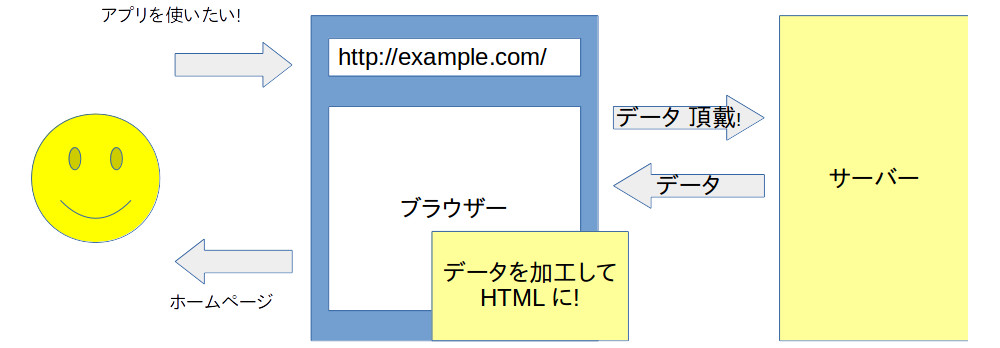 アプリを使いたい!
http://example.com/
データ 頂戴!
データ
サーバー
ブラウザー
データを加工して
HTML に!
ホームページ